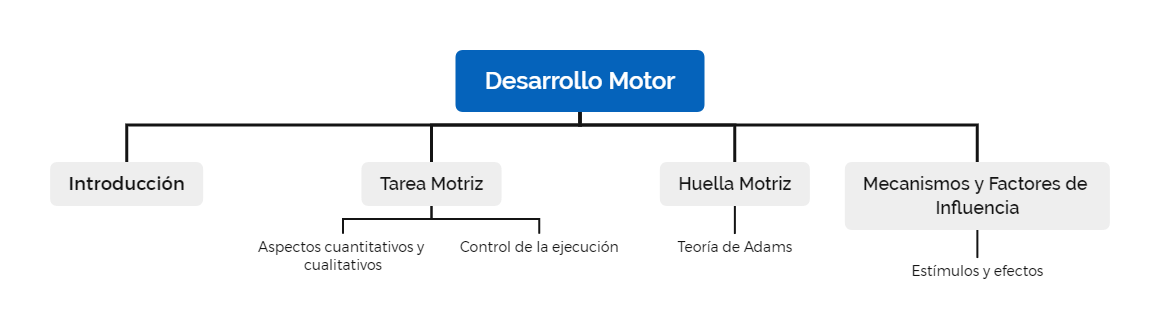 Desarrollo Motor
Introducción
Tarea Motriz
Huella Motriz
Mecanismos y Factores de
Influencia
Aspectos cuantitativos y
cualitativos
Control de la ejecución
Teoría de Adams
Estímulos y efectos